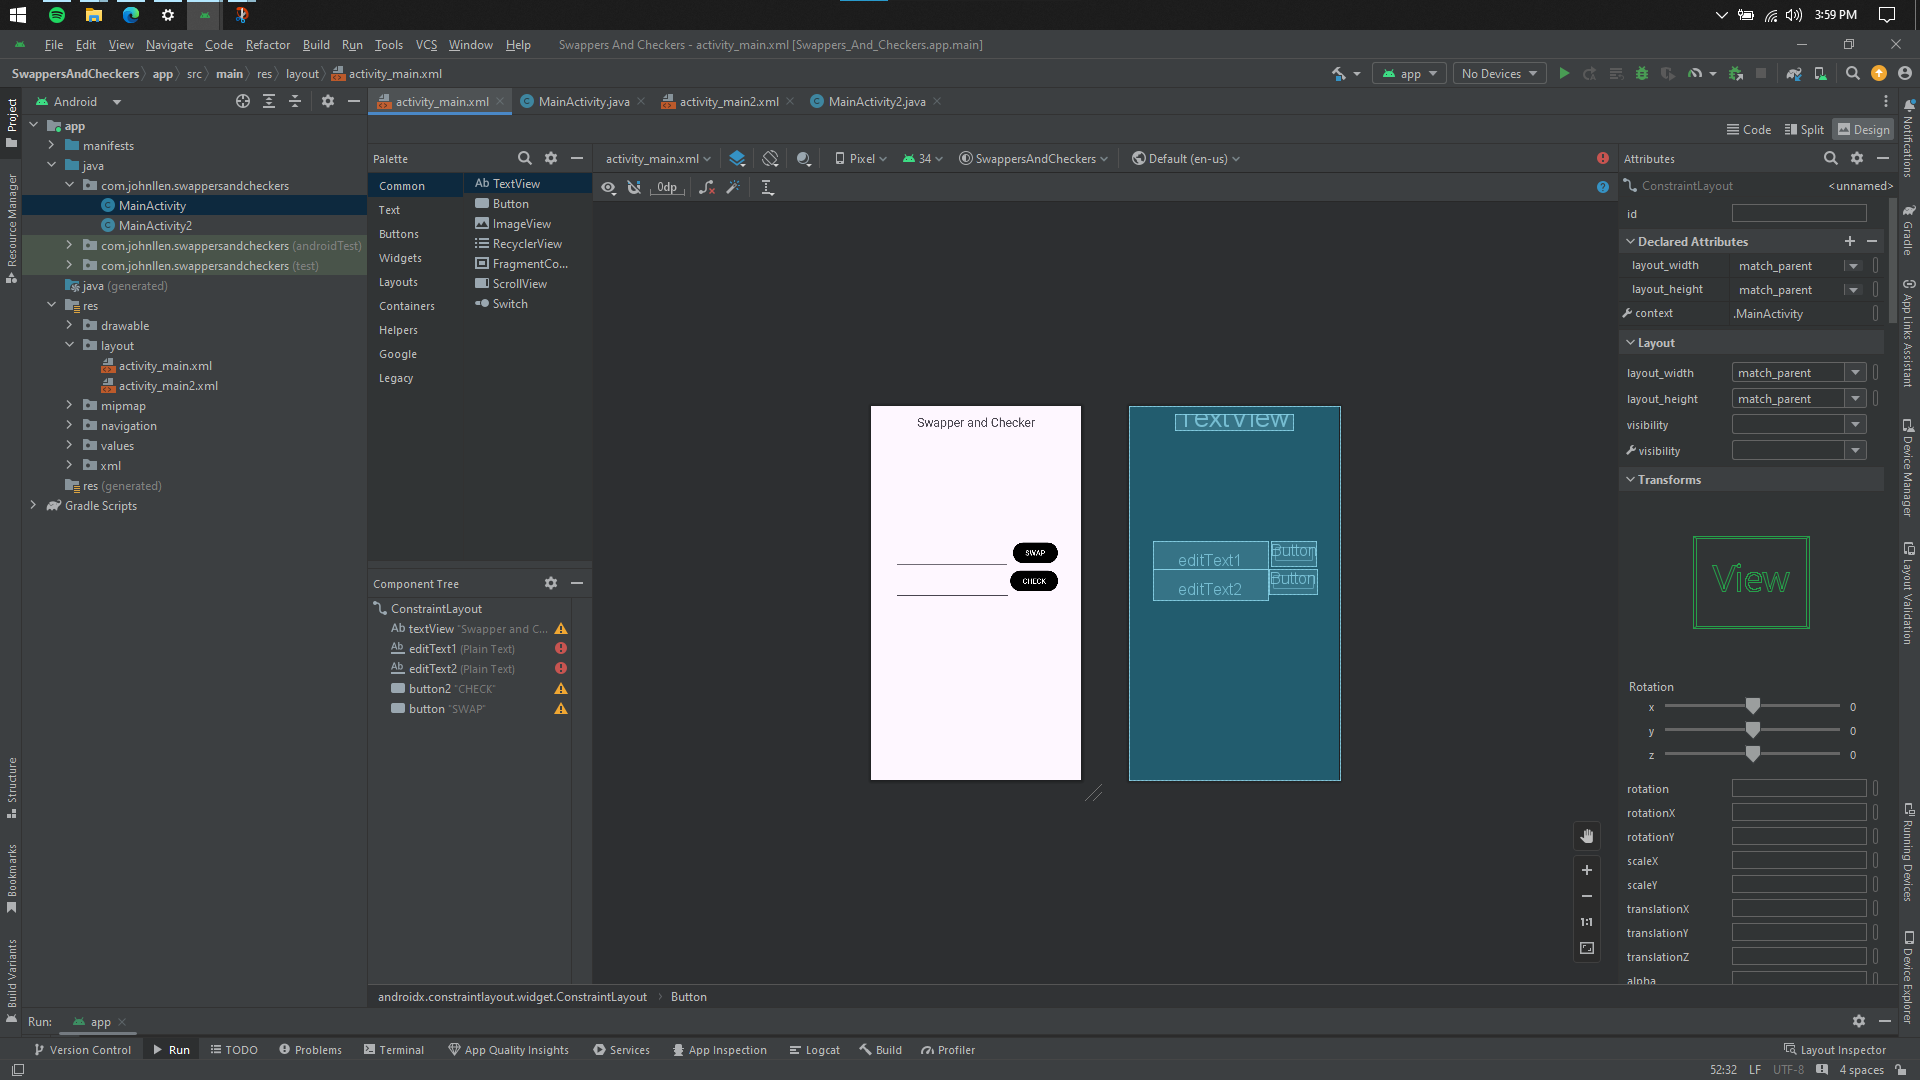 3:59 PM
File Edit View Navigate Code Refactor Build Run Tools VCS Window Help Swappers And Checkers - activity_main.xml [Swappers_And_Checkers.app.main]
SwappersAndCheckers app src main res layout activity_main.xml app No Devices
Project
Android
activity_main.xml MainActivity.java activity_main2.xml MainActivity2.java
app
manifests
java
com.johnllen.swappersandcheckers
MainActivity
MainActivity2
com.johnllen.swappersandcheckers (androidTest)
com.johnllen.swappersandcheckers (test)
java (generated)
res
drawable
layout
activity_main.xml
activity_main2.xml
mipmap
navigation
values
xml
res (generated)
Gradle Scripts
Resource Manager
Structure
Bookmarks
Build Variants
Code Split Design
Palette
Common
Text
Buttons
Widgets
Layouts
Containers
Helpers
Google
Legacy
Ab TextView
Button
ImageView
RecyclerView
FragmentCo...
ScrollView
Switch
activity_main.xml Pixel 34 SwappersAndCheckers Default (en-us)
0dp
Component Tree
ConstraintLayout
Ab textView "Swapper and C...
Ab editText1 (Plain Text)
Ab editText2 (Plain Text)
button2 "CHECK"
button "SWAP"
Swapper and Checker
SWAP
CHECK
TextView
editText1 Button
editText2 Button
1:1
Attributes
ConstraintLayout <unnamed>
id
Declared Attributes
layout_width match_parent
layout_height match_parent
context .MainActivity
Layout
layout_width match_parent
layout_height match_parent
visibility
visibility
Transforms
View
Rotation
x 0
y 0
z 0
rotation
rotationX
rotationY
scaleX
scaleY
translationX
translationY
translationZ
alpha
Notifications
Gradle
App Links Assistant
Device Manager
Layout Validation
Running Devices
Device Explorer
androidx.constraintlayout.widget.ConstraintLayout Button
Run: app
Version Control Run TODO Problems Terminal App Quality Insights Services App Inspection Logcat Build Profiler Layout Inspector
52:32 LF UTF-8 4 spaces